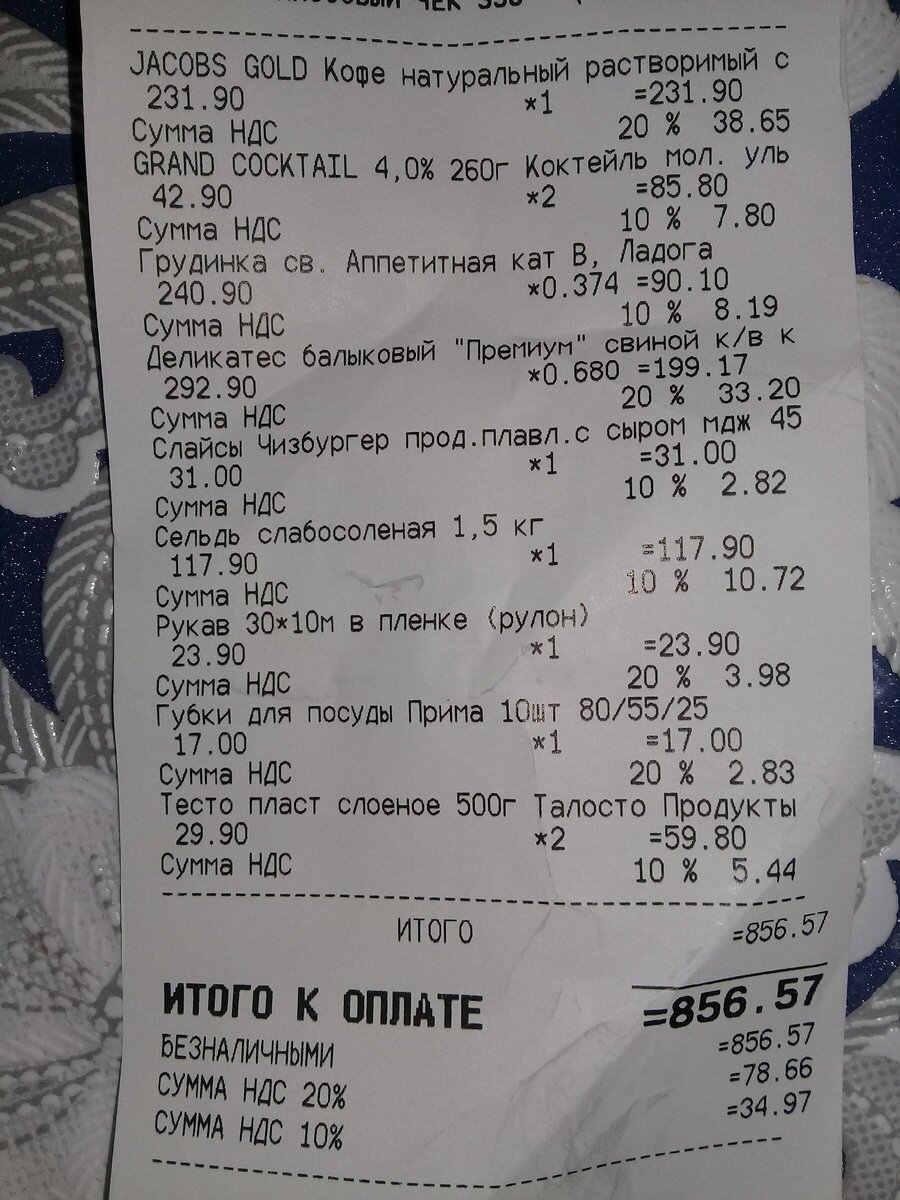 ЧЕК
JACOBS GOLD Кофе натуральный растворимый с
231.90 *1 =231.90
Сумма НДС 20 % 38.65
GRAND COCKTAIL 4,0% 260г Коктейль мол. уль
42.90 *2 =85.80
Сумма НДС 10 % 7.80
Грудинка св. Аппетитная кат В, Ладога
240.90 *0.374 =90.10
Сумма НДС 10 % 8.19
Деликатес балыковый "Премиум" свиной к/в к
292.90 *0.680 =199.17
Сумма НДС 20 % 33.20
Слайсы Чизбургер прод.плавл.с сыром мдж 45
31.00 *1 =31.00
Сумма НДС 10 % 2.82
Сельдь слабосоленая 1,5 кг
117.90 *1 =117.90
Сумма НДС 10 % 10.72
Рукав 30*10м в пленке (рулон)
23.90 *1 =23.90
Сумма НДС 20 % 3.98
Губки для посуды Прима 10шт 80/55/25
17.00 *1 =17.00
Сумма НДС 20 % 2.83
Тесто пласт слоеное 500г Талосто Продукты
29.90 *2 =59.80
Сумма НДС 10 % 5.44
ИТОГО =856.57
ИТОГО К ОПЛАТЕ =856.57
БЕЗНАЛИЧНЫМИ =856.57
СУММА НДС 20% =78.66
СУММА НДС 10% =34.97